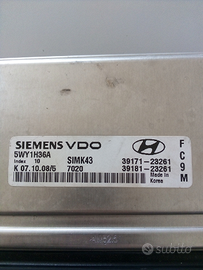 SIEMENS VDO
5WY1H36A
Index 10 SIMK43 39171-23261
K 07.10.08/5 7020 39181-23261
Made in Korea
F C 9 M
subito